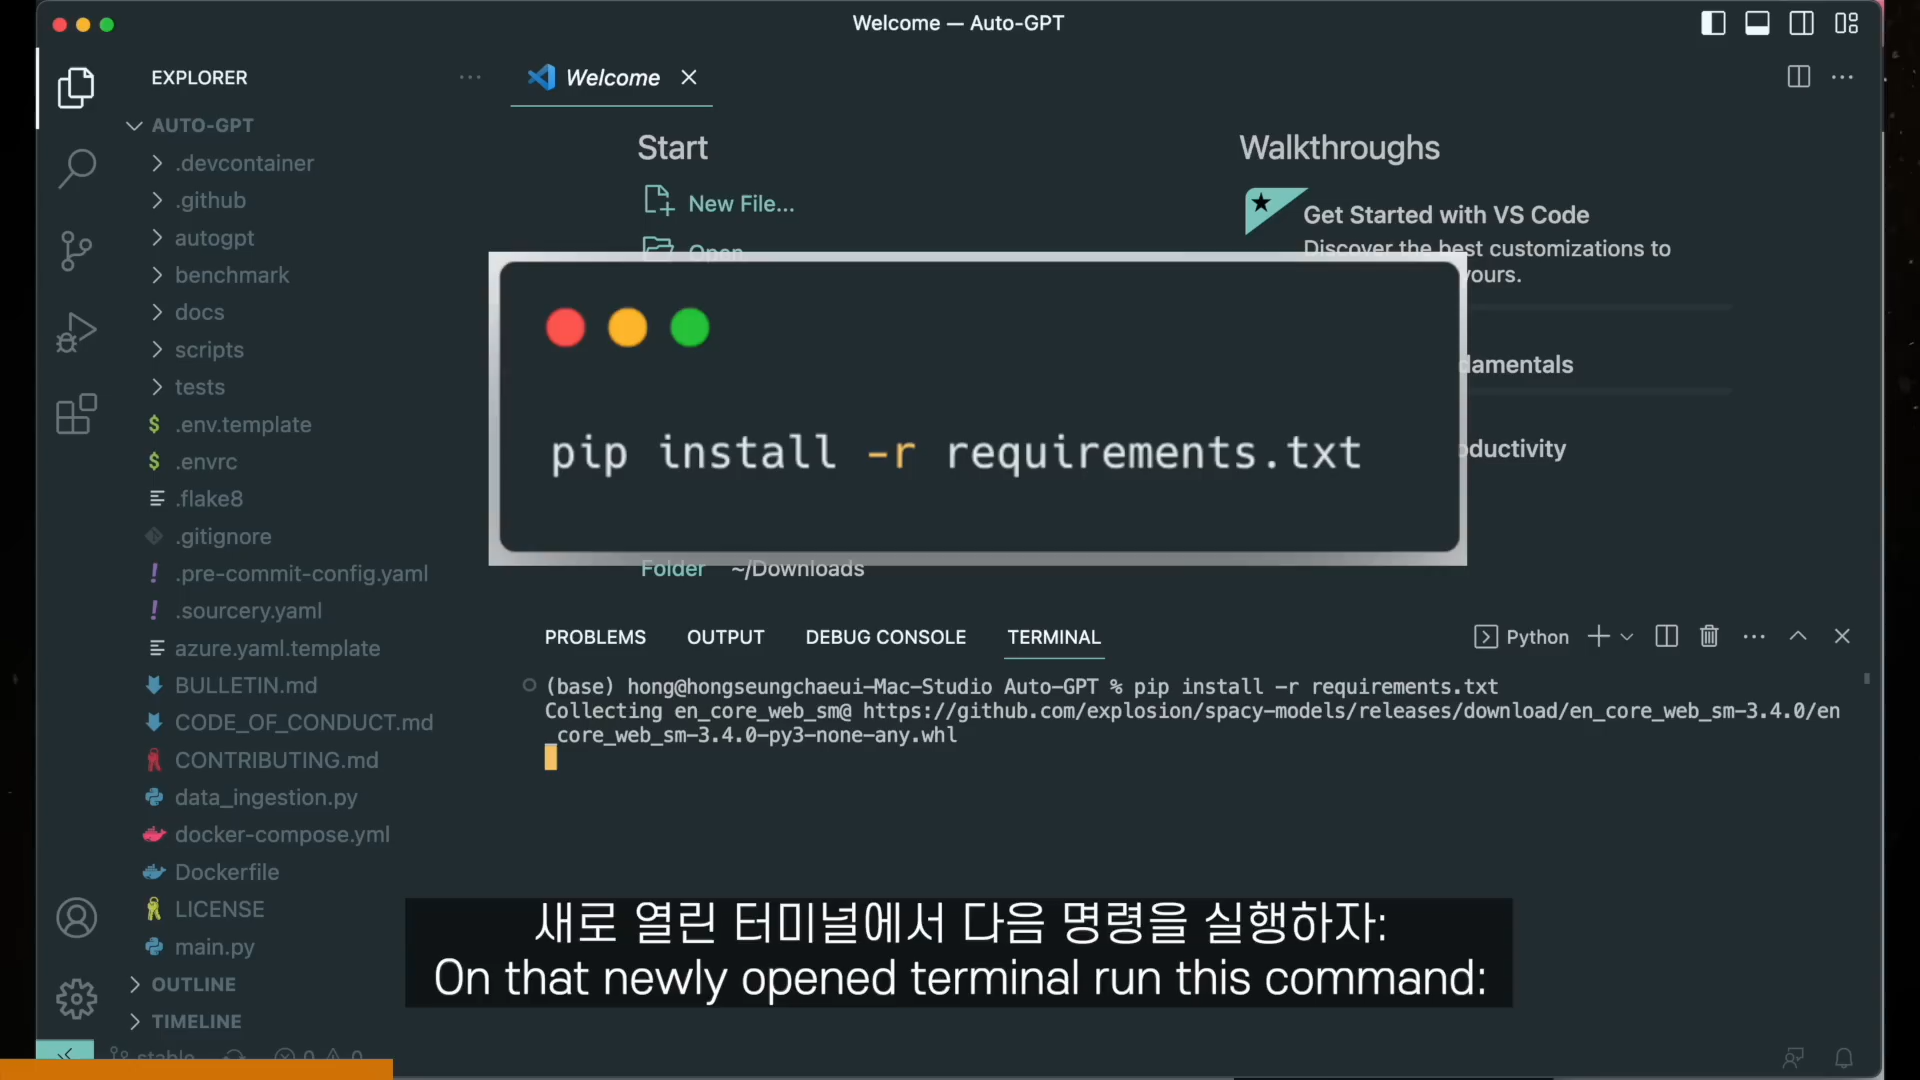 Welcome — Auto-GPT
EXPLORER
Welcome
AUTO-GPT
.devcontainer
.github
autogpt
benchmark
docs
scripts
tests
.env.template
.envrc
.flake8
.gitignore
.pre-commit-config.yaml
.sourcery.yaml
azure.yaml.template
BULLETIN.md
CODE_OF_CONDUCT.md
CONTRIBUTING.md
data_ingestion.py
docker-compose.yml
Dockerfile
LICENSE
main.py
OUTLINE
TIMELINE
stable 0 0
Start
New File...
Open...
Folder ~/Downloads
Walkthroughs
Get Started with VS Code
Discover the best customizations to
yours.
damentals
oductivity
pip install -r requirements.txt
PROBLEMS OUTPUT DEBUG CONSOLE TERMINAL
Python
(base) hong@hongseungchaeui-Mac-Studio Auto-GPT % pip install -r requirements.txt
Collecting en_core_web_sm@ https://github.com/explosion/spacy-models/releases/download/en_core_web_sm-3.4.0/en
_core_web_sm-3.4.0-py3-none-any.whl
새로 열린 터미널에서 다음 명령을 실행하자:
On that newly opened terminal run this command: